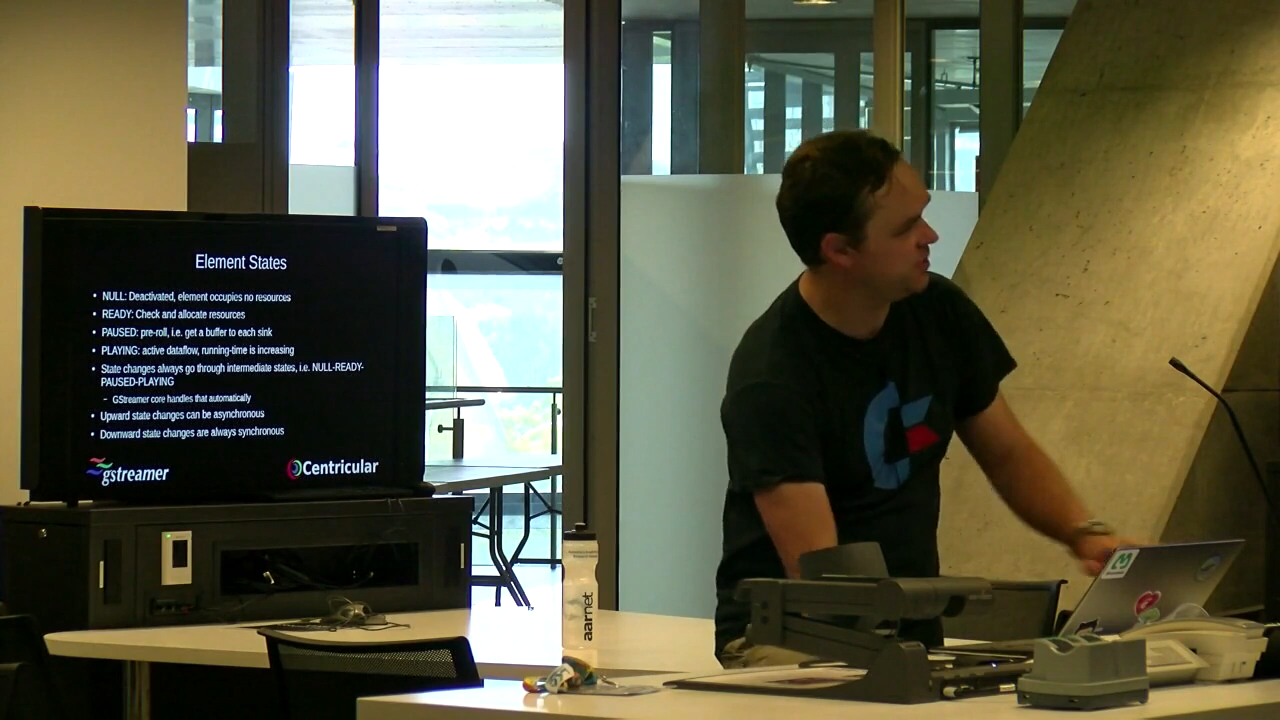 Element States
• NULL: Deactivated, element occupies no resources
• READY: Check and allocate resources
• PAUSED: pre-roll, i.e. get a buffer to each sink
• PLAYING: active dataflow, running-time is increasing
• State changes always go through intermediate states, i.e. NULL-READY-
PAUSED-PLAYING
– GStreamer core handles that automatically
• Upward state changes can be asynchronous
• Downward state changes are always synchronous
gstreamer
Centricular
aarnet